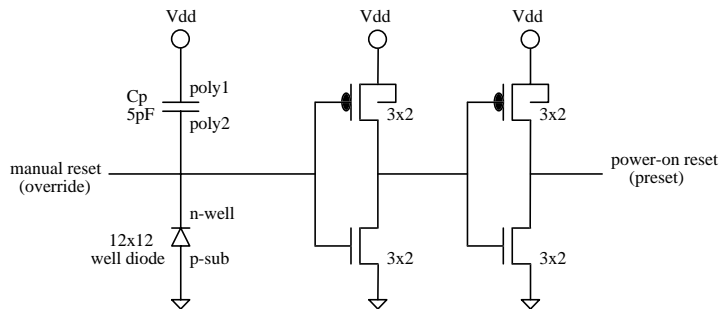 Vdd
Vdd
Vdd
Cp
5pF
poly1
poly2
3x2
3x2
manual reset
(override)
power-on reset
(preset)
n-well
12x12
well diode
p-sub
3x2
3x2